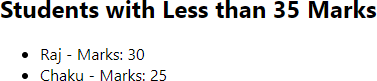 Students with Less than 35 Marks
Raj - Marks: 30
Chaku - Marks: 25